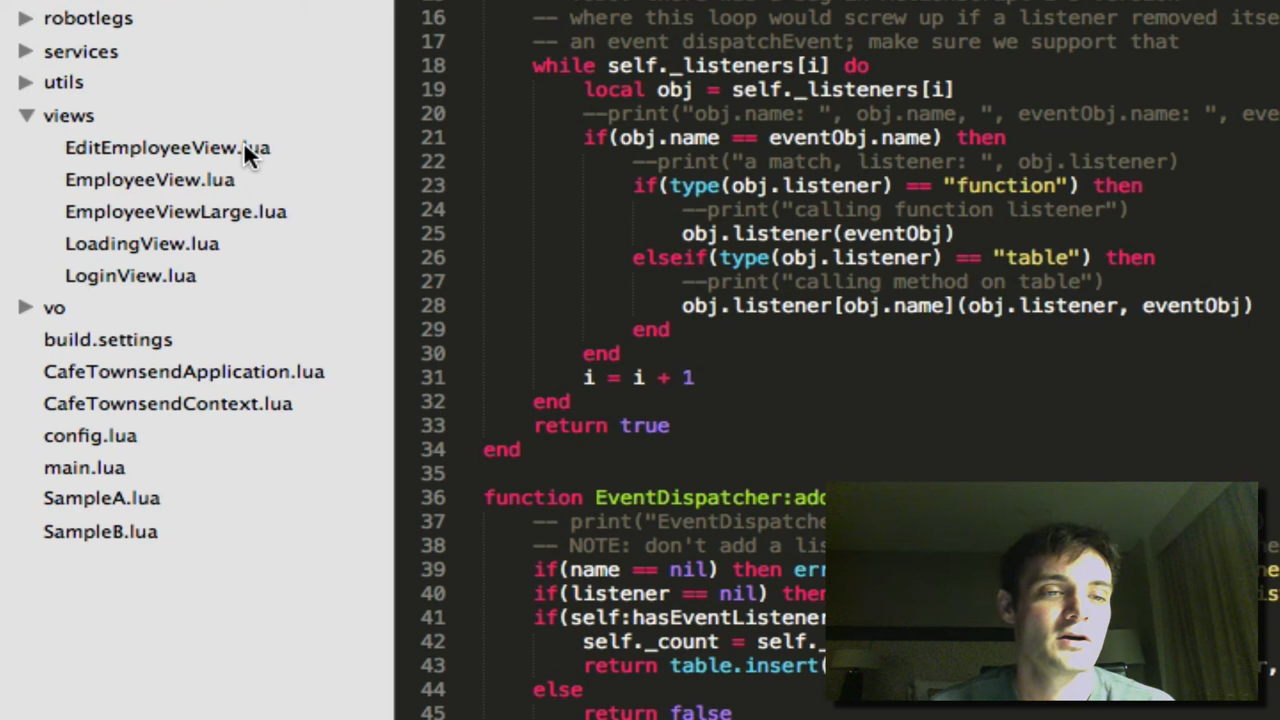 robotlegs
services
utils
views
EditEmployeeView.lua
EmployeeView.lua
EmployeeViewLarge.lua
LoadingView.lua
LoginView.lua
vo
build.settings
CafeTownsendApplication.lua
CafeTownsendContext.lua
config.lua
main.lua
SampleA.lua
SampleB.lua
16 -- where this loop would screw up if a listener removed itse
17 -- an event dispatchEvent; make sure we support that
18 while self._listeners[i] do
19 local obj = self._listeners[i]
20 --print("obj.name: ", obj.name, ", eventObj.name: ", eve
21 if(obj.name == eventObj.name) then
22 --print("a match, listener: ", obj.listener)
23 if(type(obj.listener) == "function") then
24 --print("calling function listener")
25 obj.listener(eventObj)
26 elseif(type(obj.listener) == "table") then
27 --print("calling method on table")
28 obj.listener[obj.name](obj.listener, eventObj)
29 end
30 end
31 i = i + 1
32 end
33 return true
34 end
35
36 function EventDispatcher:add
37 -- print("EventDispatche
38 -- NOTE: don't add a lis
39 if(name == nil) then err
40 if(listener == nil) then
41 if(self:hasEventListener
42 self._count = self._
43 return table.insert(
44 else
45 return false